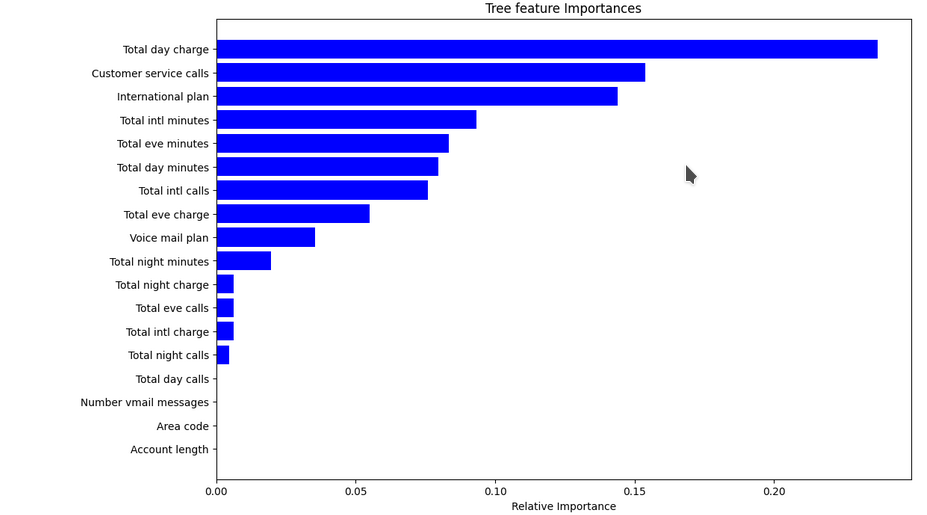 Tree feature Importances
Total day charge
Customer service calls
International plan
Total intl minutes
Total eve minutes
Total day minutes
Total intl calls
Total eve charge
Voice mail plan
Total night minutes
Total night charge
Total eve calls
Total intl charge
Total night calls
Total day calls
Number vmail messages
Area code
Account length
0.00 0.05 0.10 0.15 0.20
Relative Importance